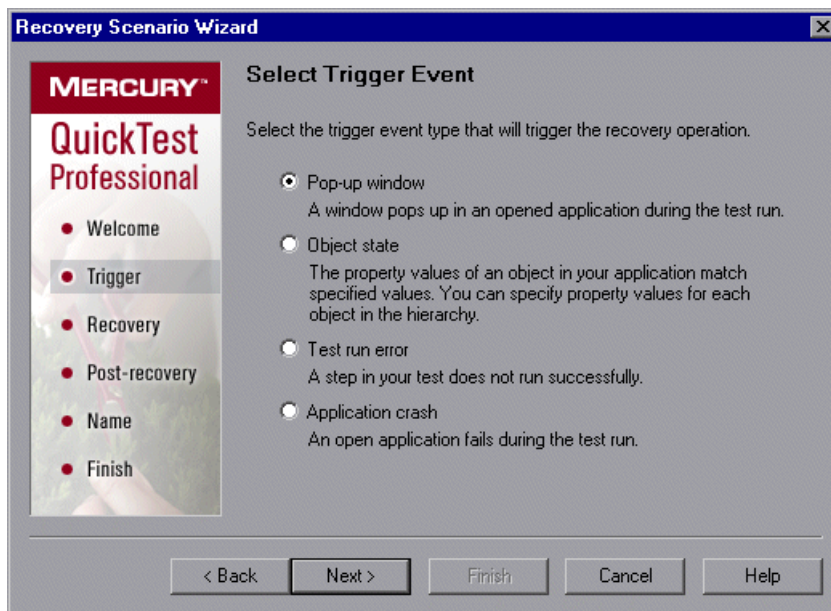 Recovery Scenario Wizard
MERCURY™
QuickTest
Professional
Welcome
Trigger
Recovery
Post-recovery
Name
Finish
Select Trigger Event
Select the trigger event type that will trigger the recovery operation.
Pop-up window
A window pops up in an opened application during the test run.
Object state
The property values of an object in your application match
specified values. You can specify property values for each
object in the hierarchy.
Test run error
A step in your test does not run successfully.
Application crash
An open application fails during the test run.
< Back
Next >
Finish
Cancel
Help